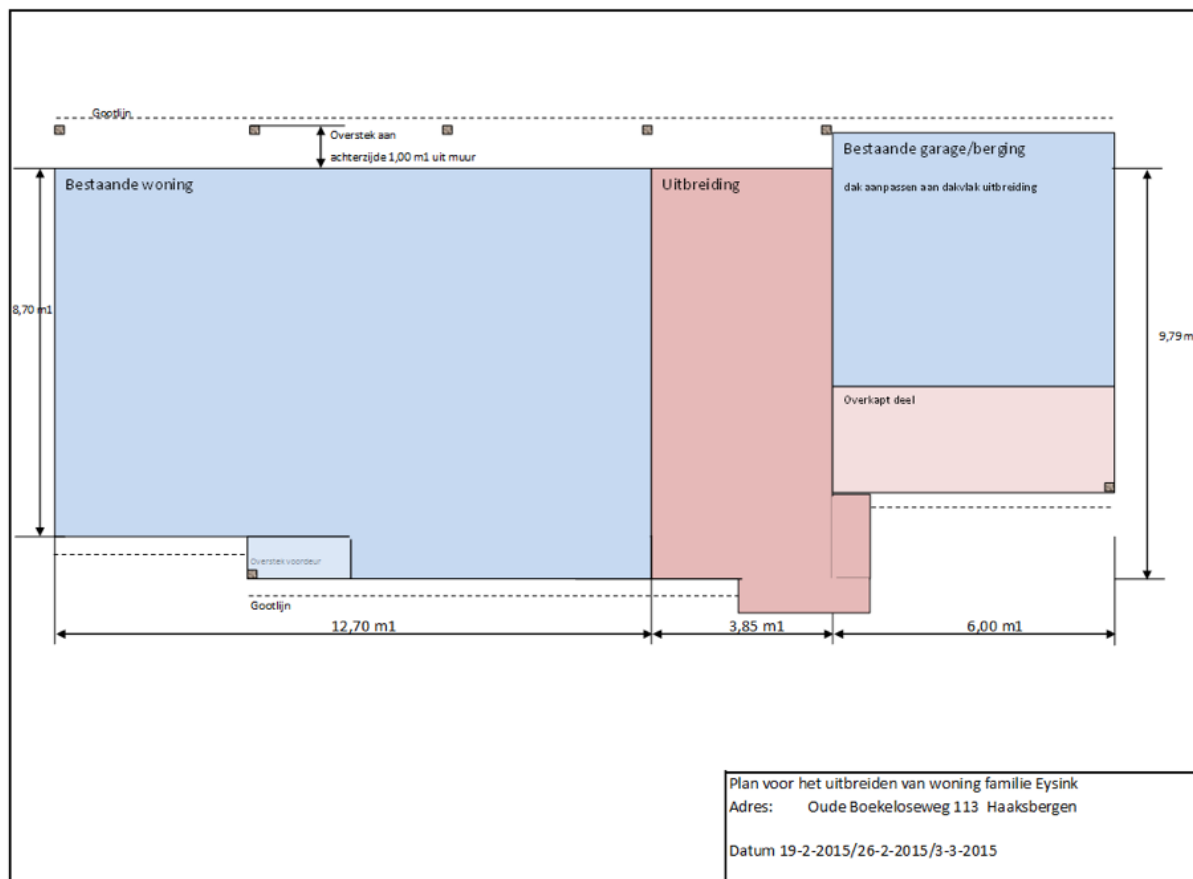 Gootlijn
Overstek aan
achterzijde 1,00 m1 uit muur
Bestaande garage/berging
dak aanpassen aan dakvlak uitbreiding
Bestaande woning
Uitbreiding
8,70 m1
9,79 m
Overkapt deel
Overstek voordeur
Gootlijn
12,70 m1
3,85 m1
6,00 m1
Plan voor het uitbreiden van woning familie Eysink
Adres: Oude Boekeloseweg 113 Haaksbergen
Datum 19-2-2015/26-2-2015/3-3-2015